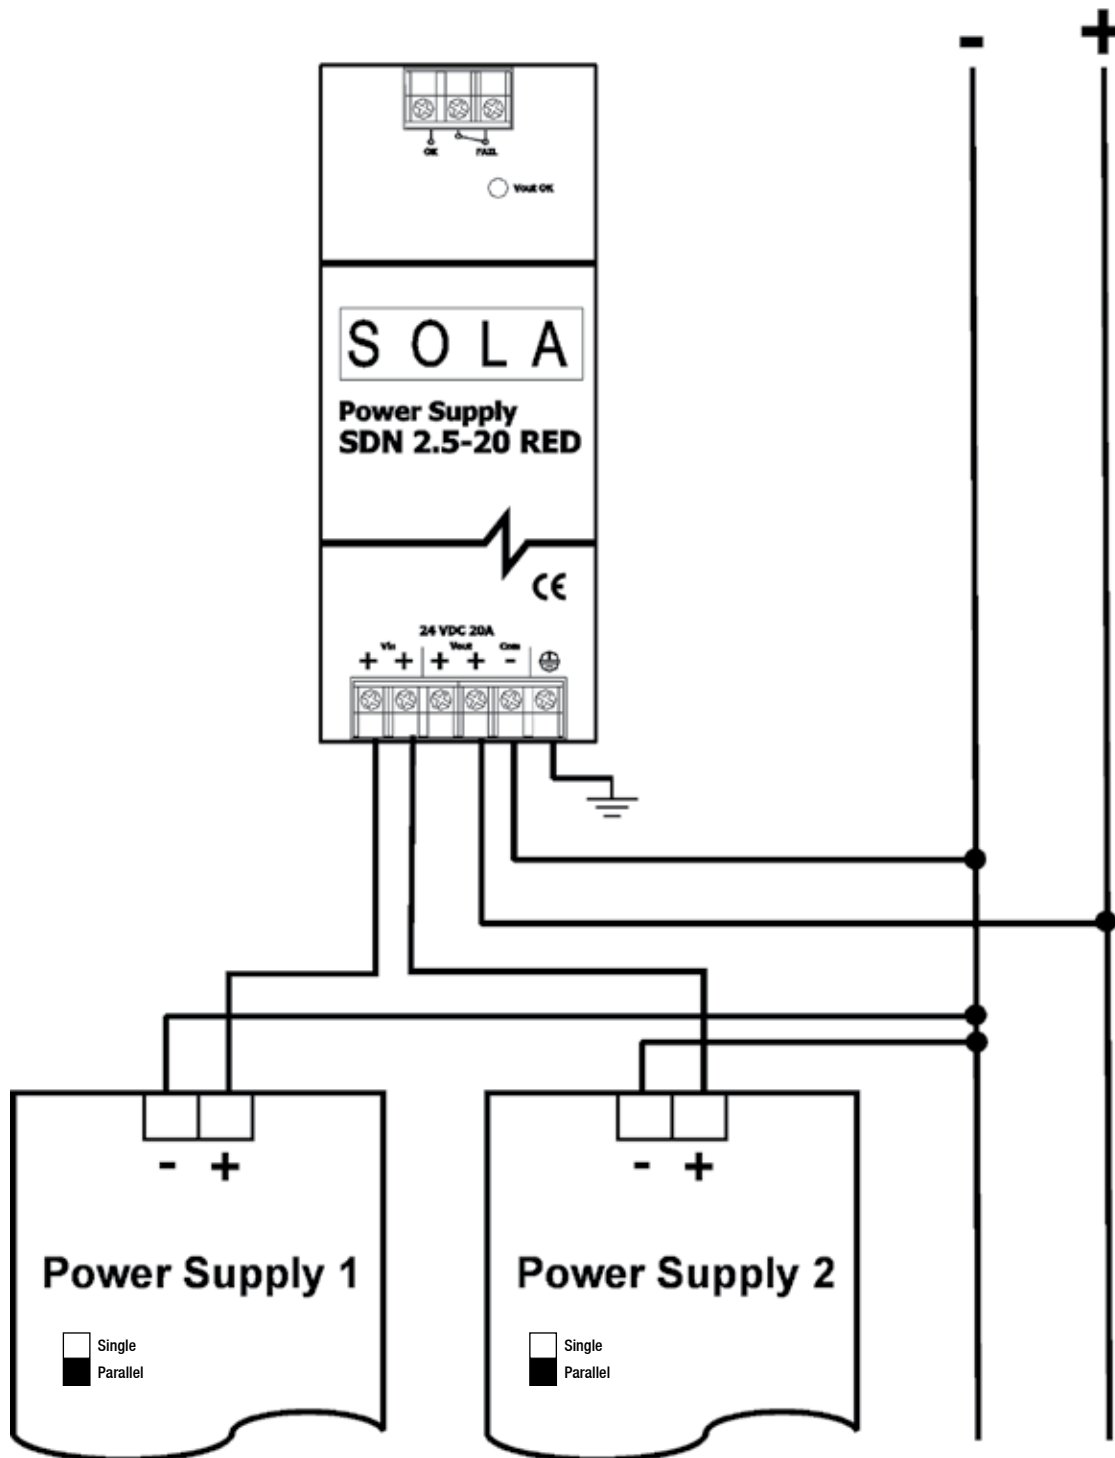 - +
OK FAIL
Vout OK
S O L A
Power Supply
SDN 2.5-20 RED
CE
24 VDC 20A
Vin Vout Com
+ + + + -
- +
Power Supply 1
Single
Parallel
- +
Power Supply 2
Single
Parallel